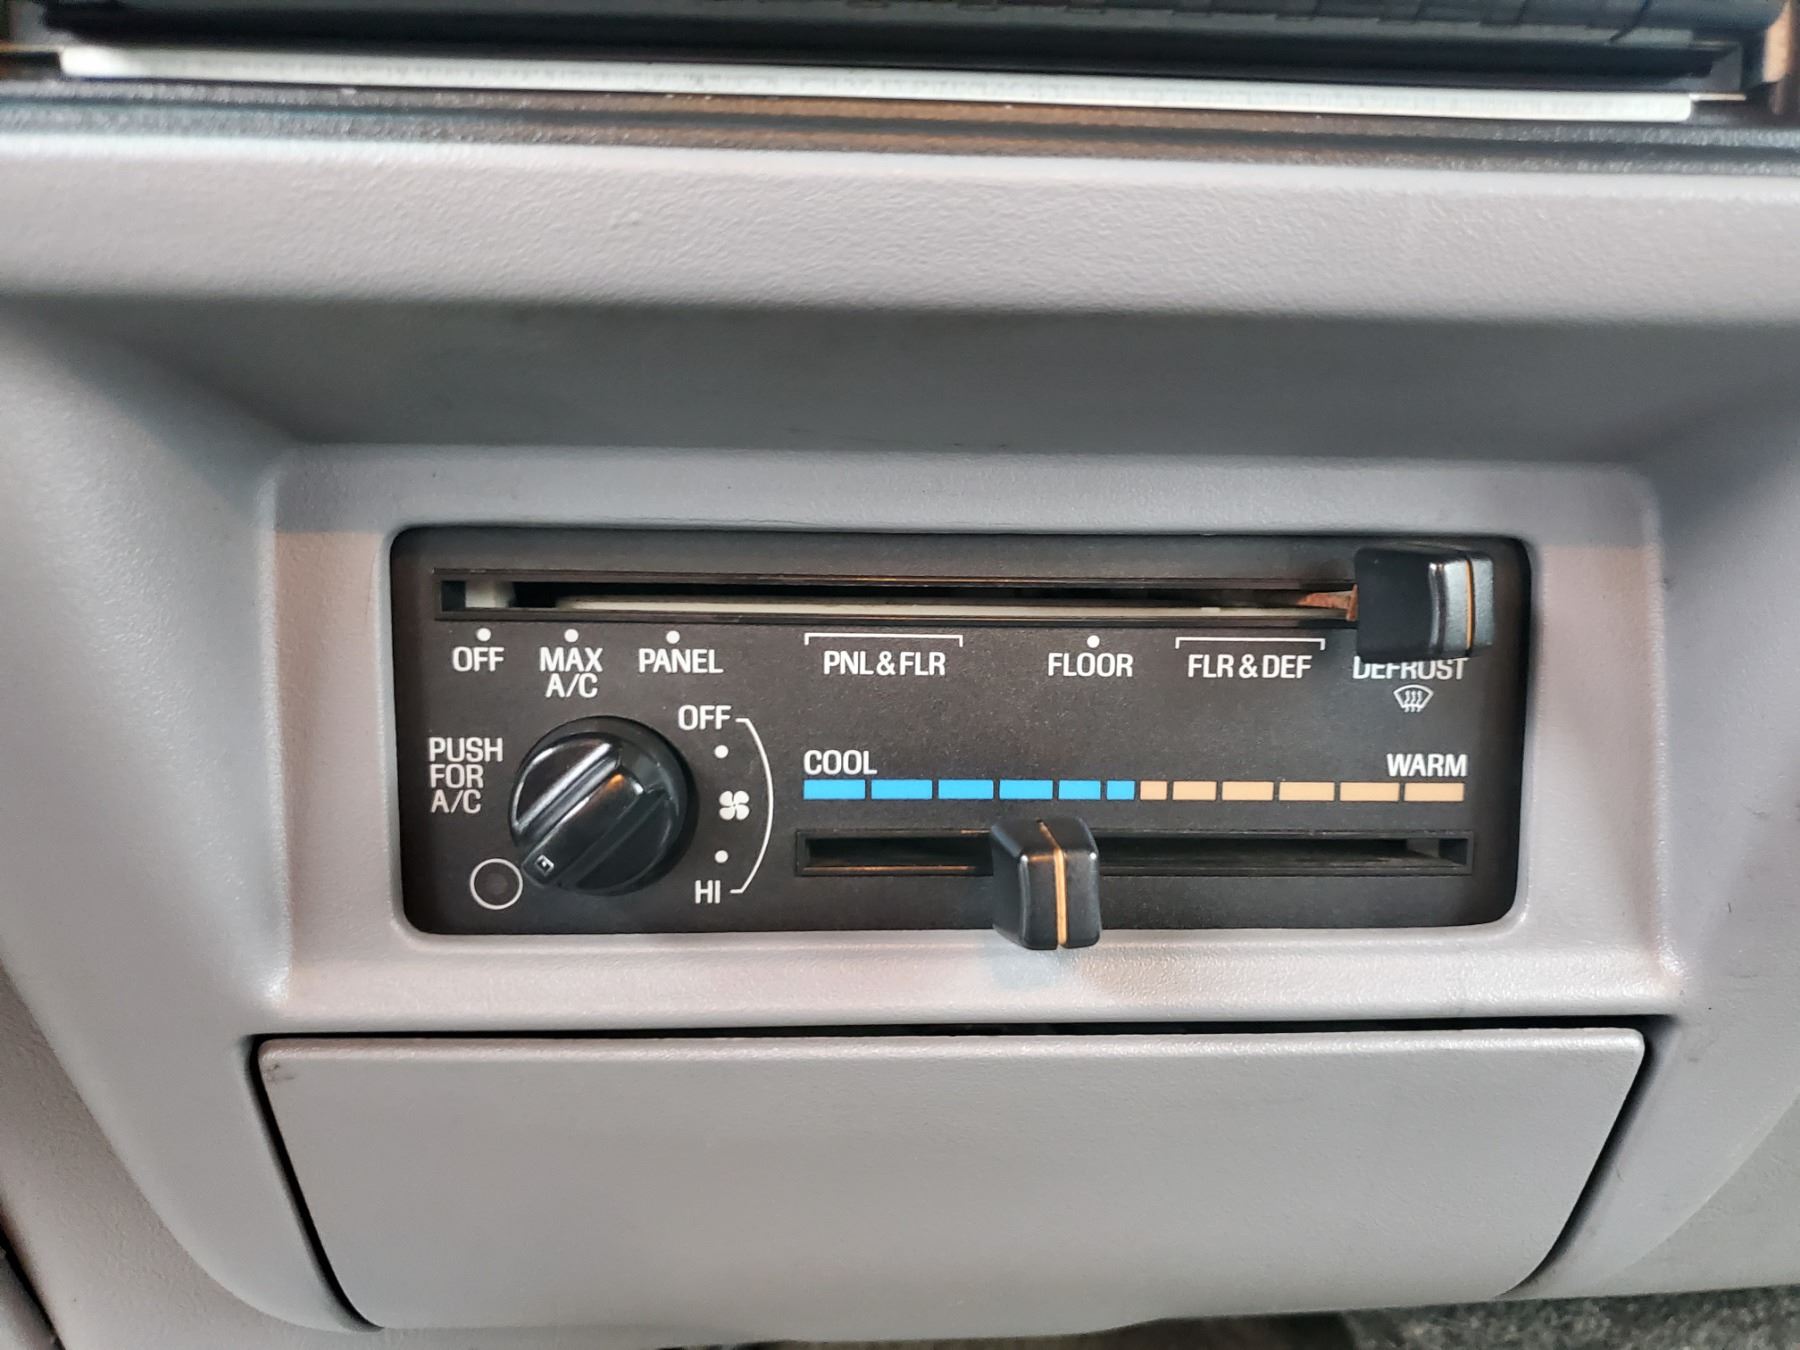 OFF
MAX
A/C
PANEL
PNL & FLR
FLOOR
FLR & DEF
DEFROST
PUSH
FOR
A/C
OFF
HI
COOL
WARM